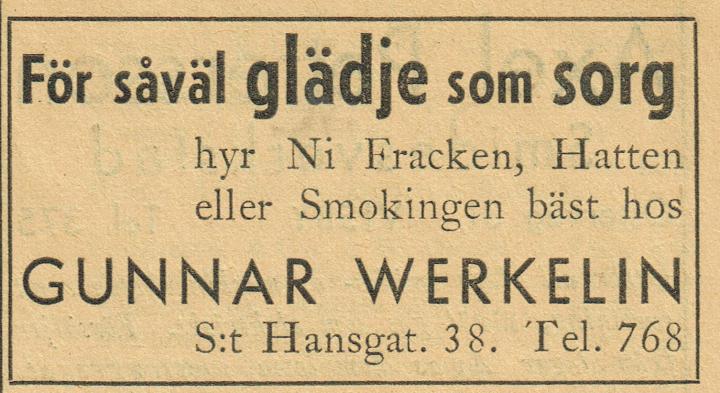 För såväl glädje som sorg
hyr Ni Fracken, Hatten
eller Smokingen bäst hos
GUNNAR WERKELIN
S:t Hansgat. 38. Tel. 768